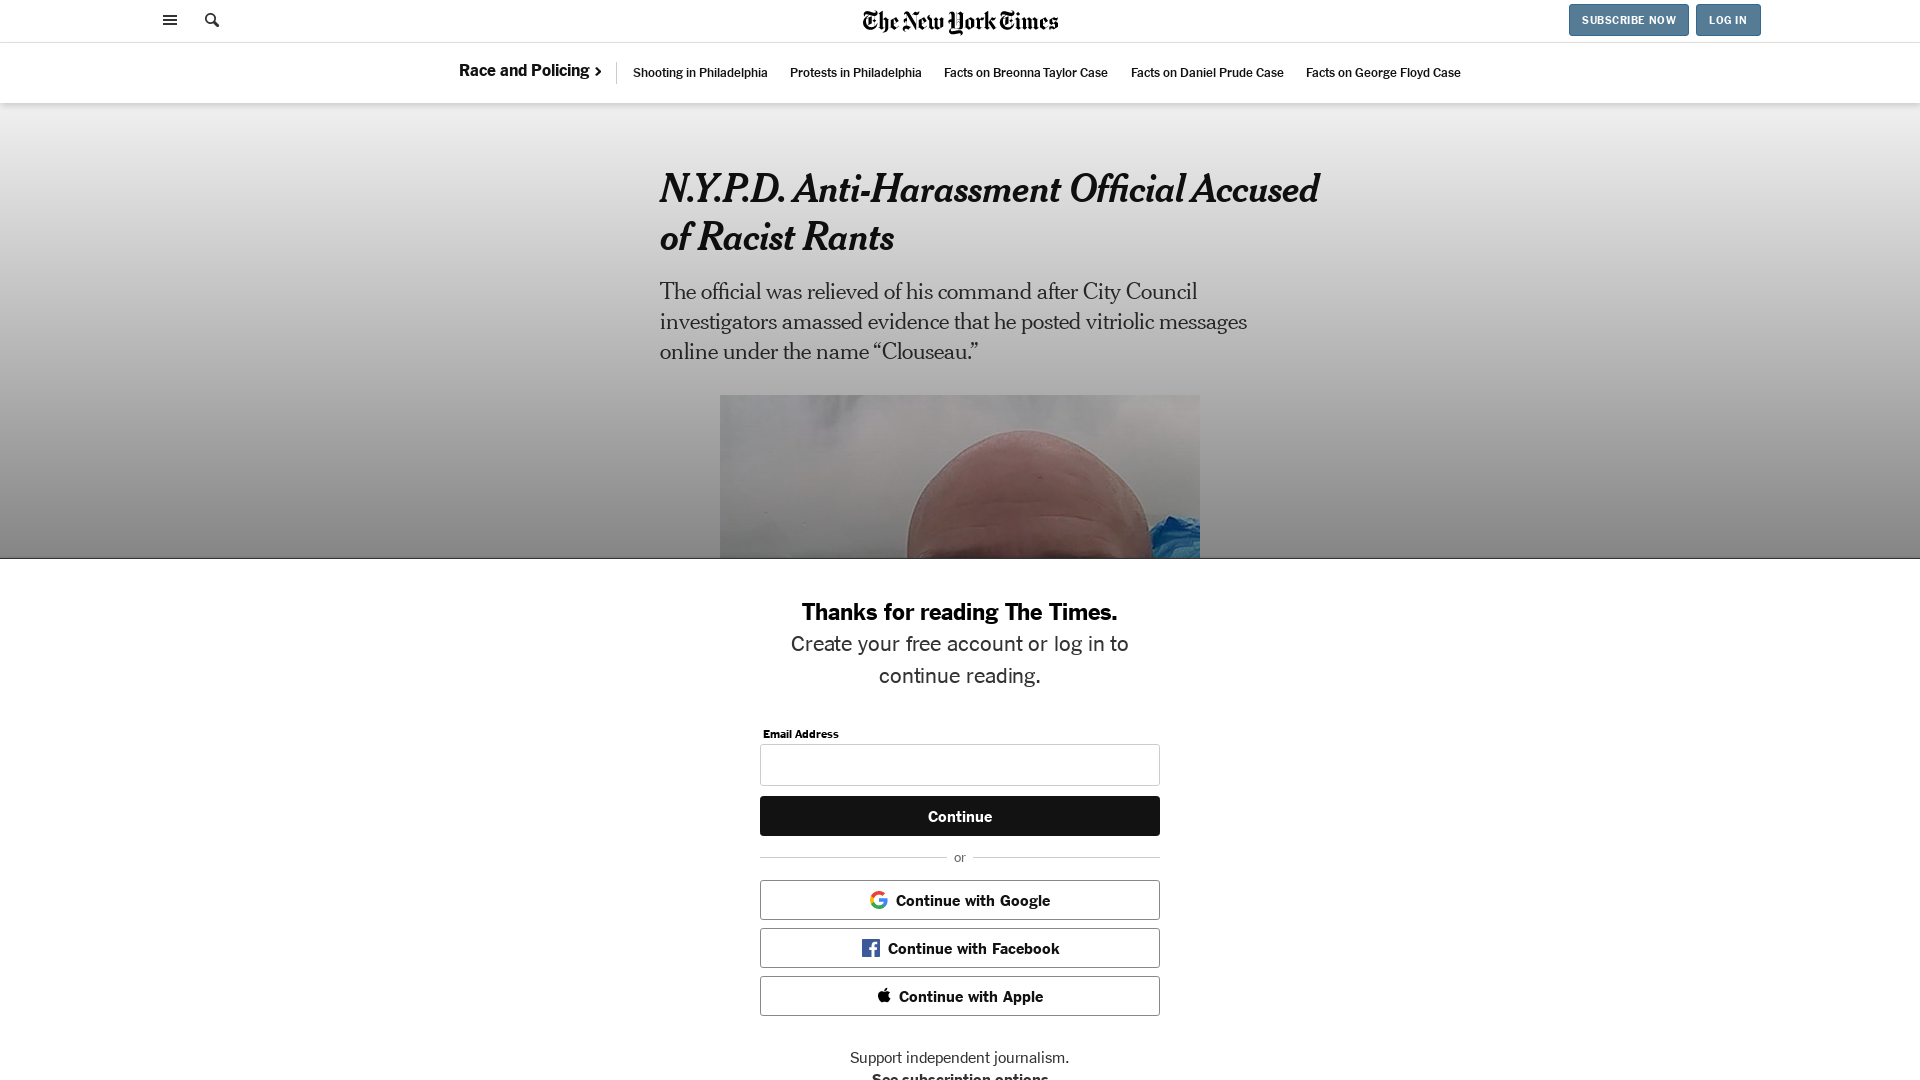 The New York Times
SUBSCRIBE NOW
LOG IN
Race and Policing
Shooting in Philadelphia
Protests in Philadelphia
Facts on Breonna Taylor Case
Facts on Daniel Prude Case
Facts on George Floyd Case
N.Y.P.D. Anti-Harassment Official Accused
of Racist Rants
The official was relieved of his command after City Council
investigators amassed evidence that he posted vitriolic messages
online under the name “Clouseau.”
Thanks for reading The Times.
Create your free account or log in to
continue reading.
Email Address
Continue
or
Continue with Google
Continue with Facebook
Continue with Apple
Support independent journalism.
See subscription options